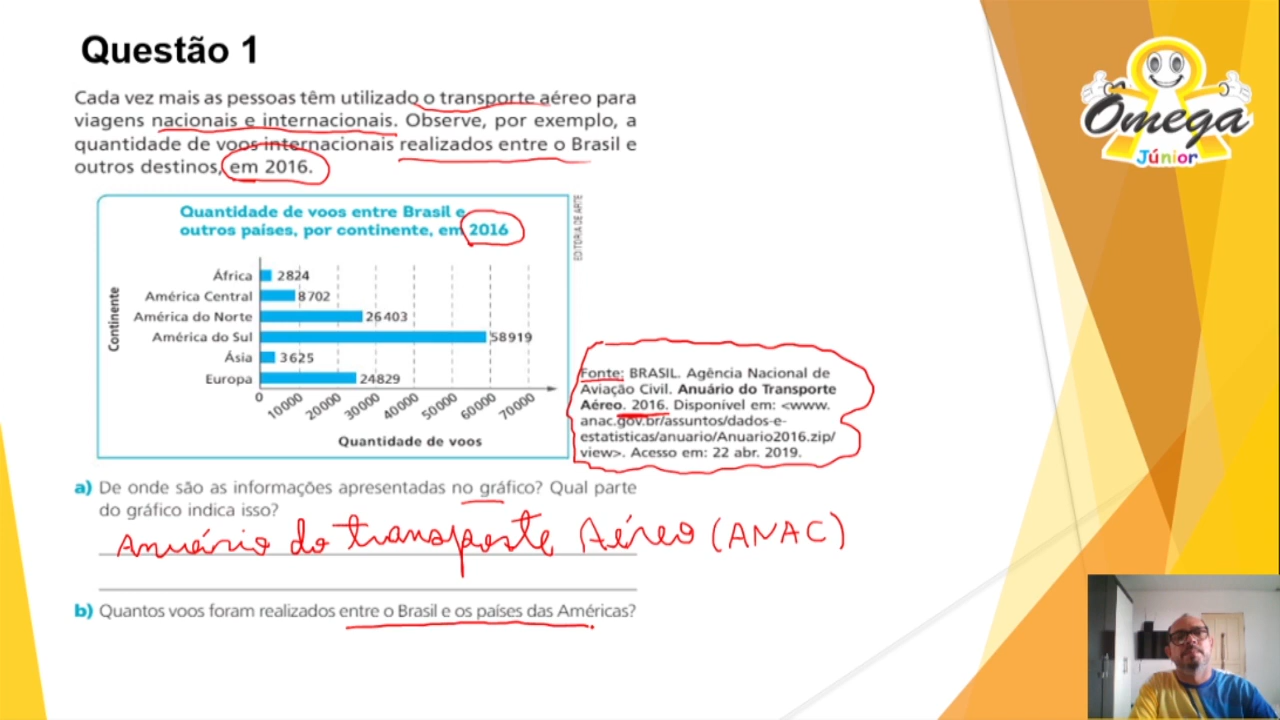 Questão 1
Cada vez mais as pessoas têm utilizado o transporte aéreo para
viagens nacionais e internacionais. Observe, por exemplo, a
quantidade de voos internacionais realizados entre o Brasil e
outros destinos, em 2016.
Quantidade de voos entre Brasil e
outros países, por continente, em 2016
EDITORIA DE ARTE
Continente
África 2824
América Central 8702
América do Norte 26403
América do Sul 58919
Ásia 3625
Europa 24829
0 10000 20000 30000 40000 50000 60000 70000
Quantidade de voos
Fonte: BRASIL. Agência Nacional de
Aviação Civil. Anuário do Transporte
Aéreo. 2016. Disponível em: <www.
anac.gov.br/assuntos/dados-e-
estatisticas/anuario/Anuario2016.zip/
view>. Acesso em: 22 abr. 2019.
a) De onde são as informações apresentadas no gráfico? Qual parte
do gráfico indica isso?
Anuário do transporte Aéreo (ANAC)
b) Quantos voos foram realizados entre o Brasil e os países das Américas?
Ômega
Júnior